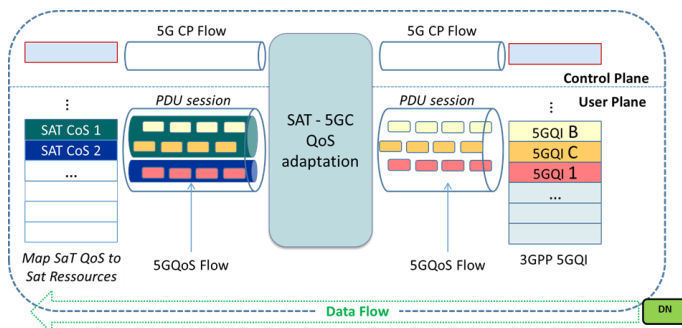 5G CP Flow
5G CP Flow
Control Plane
User Plane
PDU session
PDU session
SAT - 5GC
QoS
adaptation
...
SAT CoS 1
SAT CoS 2
...
...
5GQI B
5GQI C
5GQI 1
...
Map SaT QoS to
Sat Ressources
5GQoS Flow
5GQoS Flow
3GPP 5GQI
Data Flow
DN